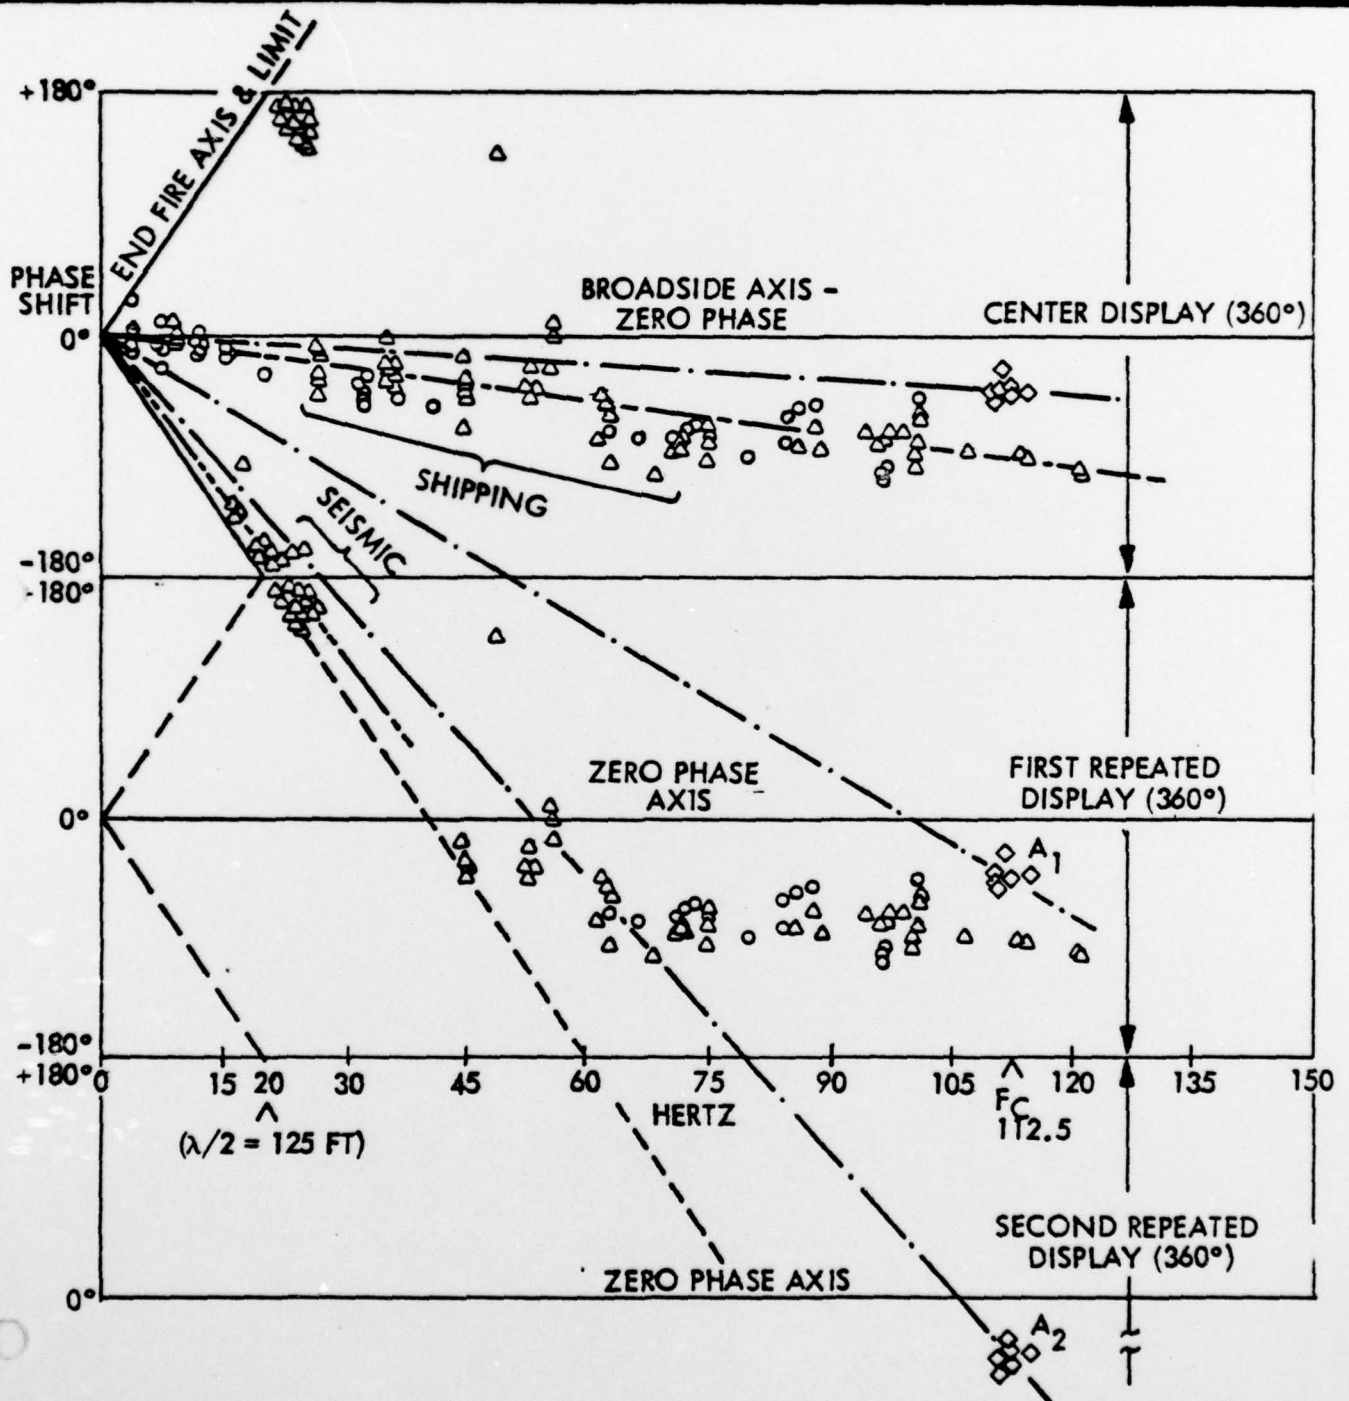 END FIRE AXIS & LIMIT
+180°
PHASE
SHIFT
0°
BROADSIDE AXIS -
ZERO PHASE
CENTER DISPLAY (360°)
SHIPPING
SEISMIC
-180°
-180°
ZERO PHASE
AXIS
FIRST REPEATED
DISPLAY (360°)
0°
A1
-180°
+180°
0 15 20 30 45 60 75 90 105 120 135 150
(λ/2 = 125 FT)
HERTZ
FC
112.5
SECOND REPEATED
DISPLAY (360°)
ZERO PHASE AXIS
0°
A2